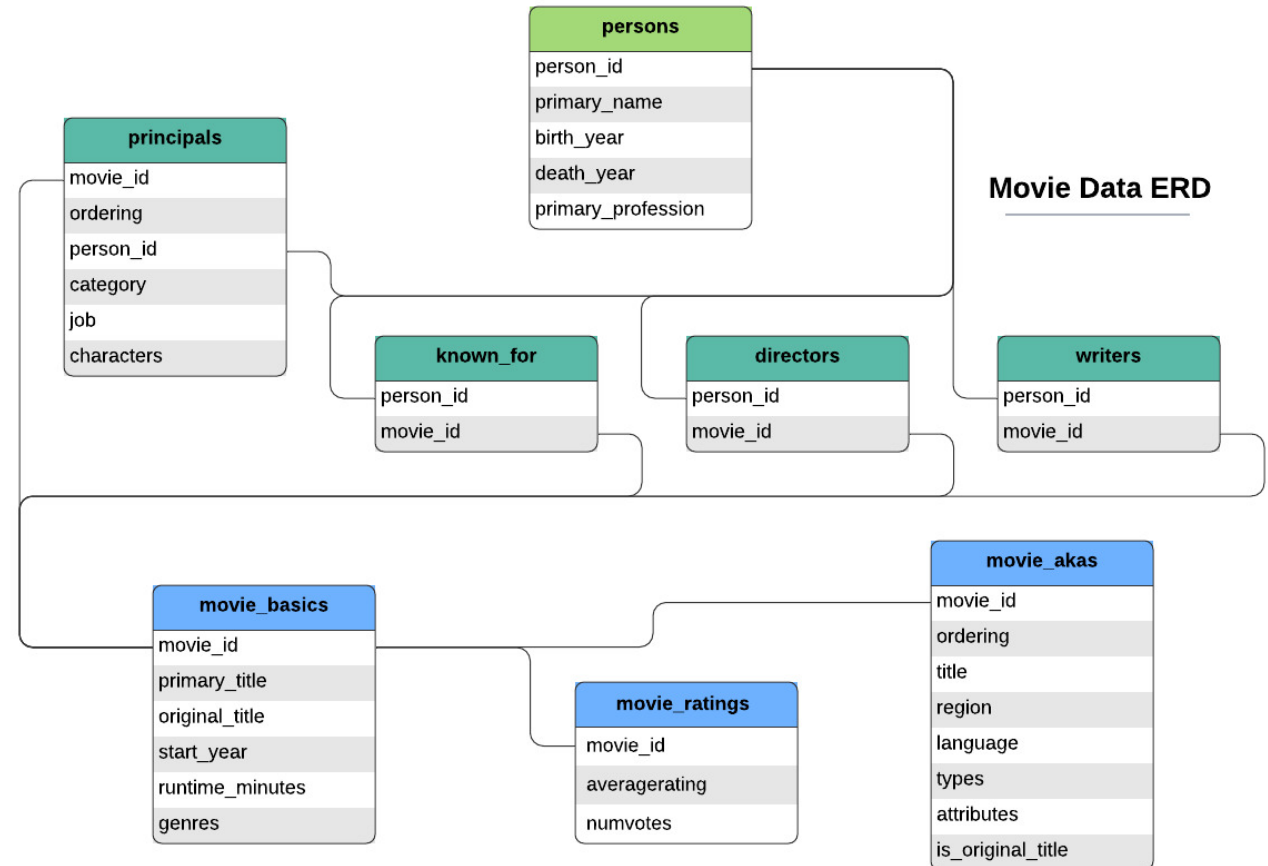 persons
person_id
primary_name
birth_year
death_year
primary_profession
principals
movie_id
ordering
person_id
category
job
characters
Movie Data ERD
known_for
person_id
movie_id
directors
person_id
movie_id
writers
person_id
movie_id
movie_basics
movie_id
primary_title
original_title
start_year
runtime_minutes
genres
movie_ratings
movie_id
averagerating
numvotes
movie_akas
movie_id
ordering
title
region
language
types
attributes
is_original_title